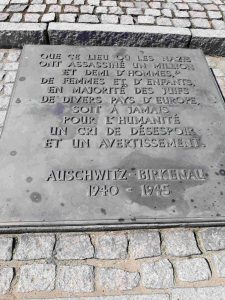 QUE CE LIEU OÙ LES NAZIS
ONT ASSASSINÉ UN MILLION
ET DEMI D'HOMMES,
DE FEMMES ET D'ENFANTS,
EN MAJORITÉ DES JUIFS
DE DIVERS PAYS D'EUROPE,
SOIT À JAMAIS
POUR L'HUMANITÉ
UN CRI DE DÉSESPOIR
ET UN AVERTISSEMENT.
AUSCHWITZ-BIRKENAU
1940 - 1945